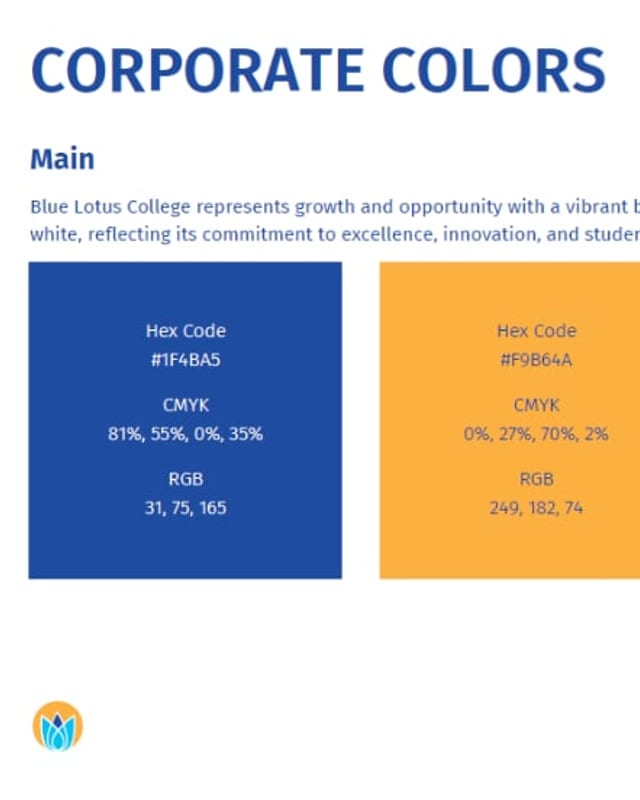 CORPORATE COLORS
Main
Blue Lotus College represents growth and opportunity with a vibrant
white, reflecting its commitment to excellence, innovation, and
Hex Code
#1F4BA5
CMYK
81%, 55%, 0%, 35%
RGB
31, 75, 165
Hex Code
#F9B64A
CMYK
0%, 27%, 70%, 2%
RGB
249, 182, 74